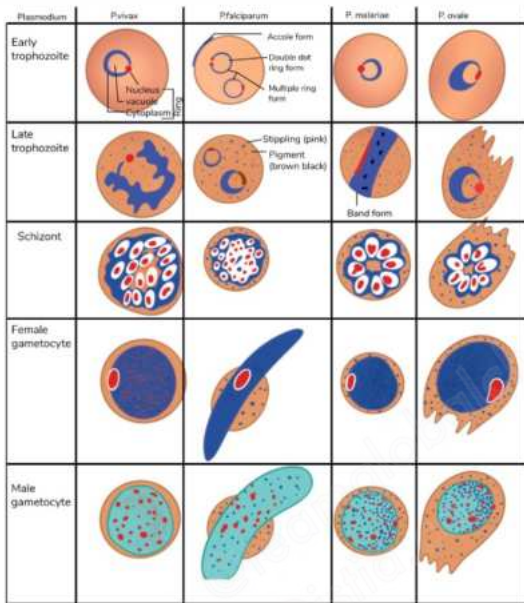 Plasmodium
P.vivax
P.falciparum
P. malariae
P. ovale
Early
trophozoite
Nucleus
vacuole
Cytoplasm
Ring
Accole form
Double dot
ring form
Multiple ring
form
Late
trophozoite
Stippling (pink)
Pigment
(brown black)
Band form
Schizont
Female
gametocyte
Male
gametocyte